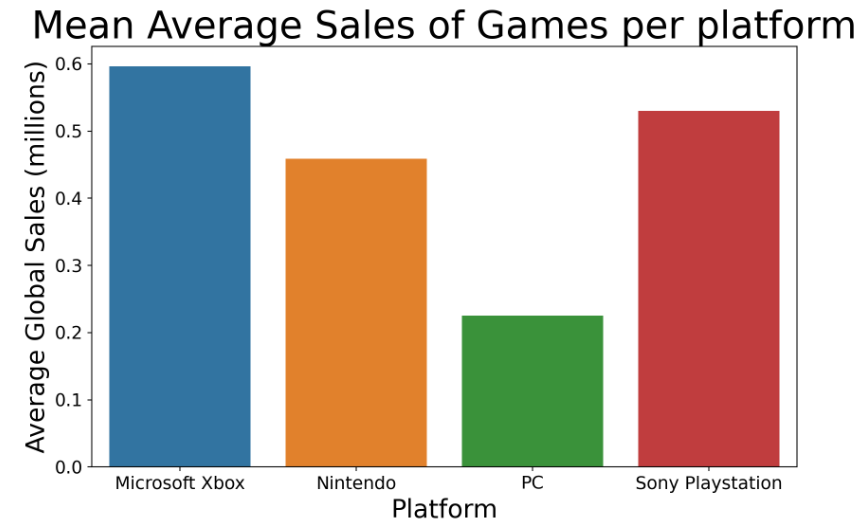 Mean Average Sales of Games per platform
Average Global Sales (millions)
0.6
0.5
0.4
0.3
0.2
0.1
0.0
Microsoft Xbox Nintendo PC Sony Playstation
Platform